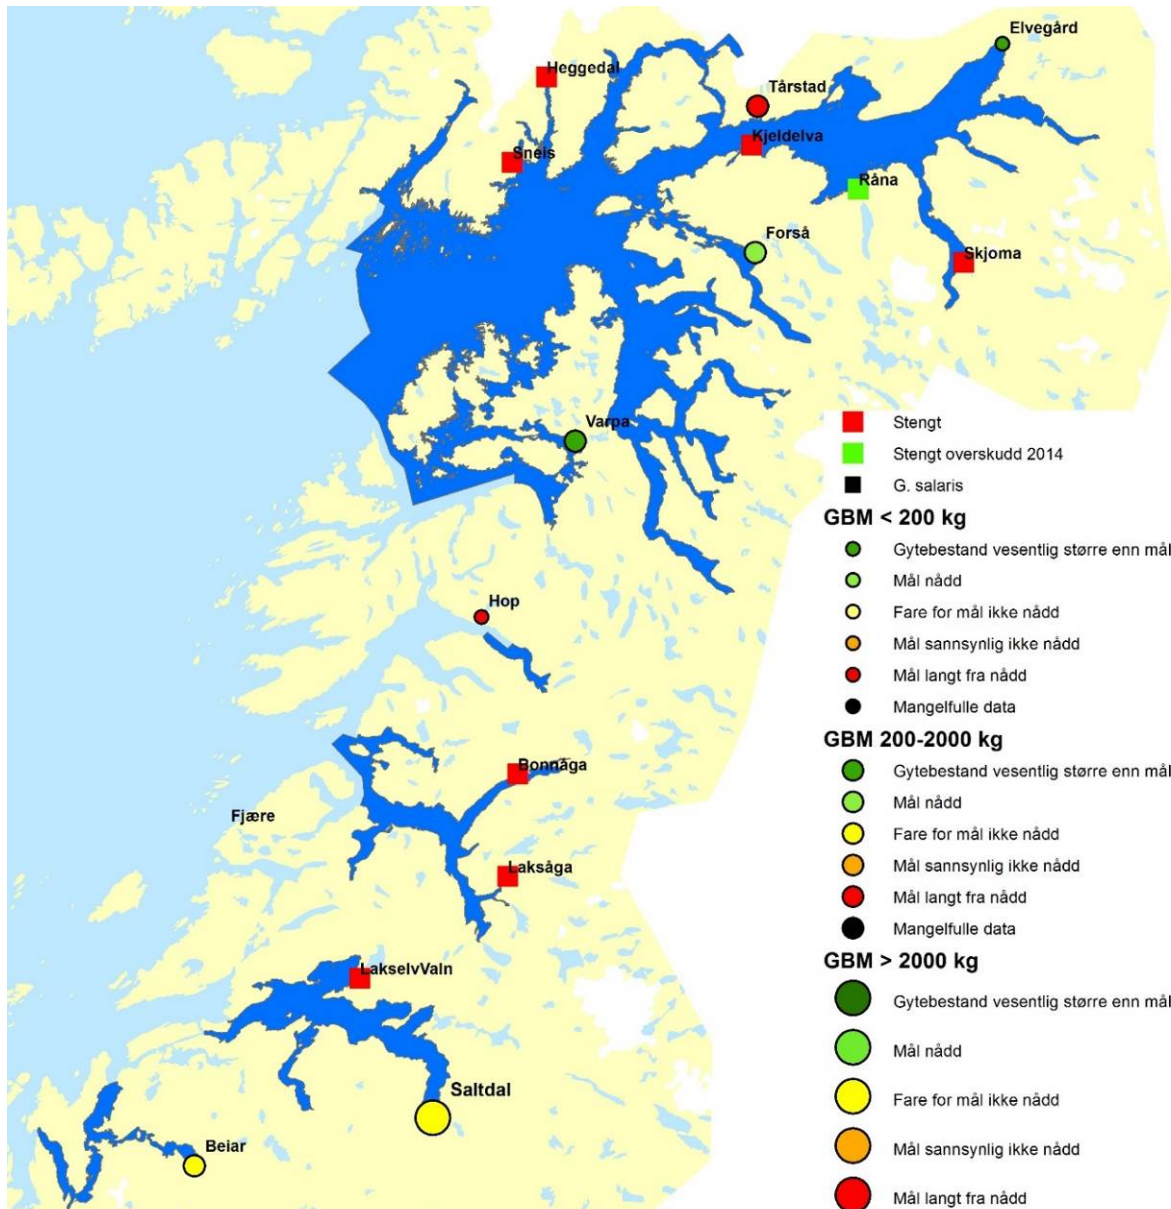 Elvegård
Heggedal
Tårstad
Kjeldelva
Sneis
Råna
Forså
Skjoma
Varpa
Hop
Bonnåga
Fjære
Laksåga
LakselvValn
Saltdal
Beiar
Stengt
Stengt overskudd 2014
G. salaris
GBM < 200 kg
Gytebestand vesentlig større enn mål
Mål nådd
Fare for mål ikke nådd
Mål sannsynlig ikke nådd
Mål langt fra nådd
Mangelfulle data
GBM 200-2000 kg
Gytebestand vesentlig større enn mål
Mål nådd
Fare for mål ikke nådd
Mål sannsynlig ikke nådd
Mål langt fra nådd
Mangelfulle data
GBM > 2000 kg
Gytebestand vesentlig større enn mål
Mål nådd
Fare for mål ikke nådd
Mål sannsynlig ikke nådd
Mål langt fra nådd